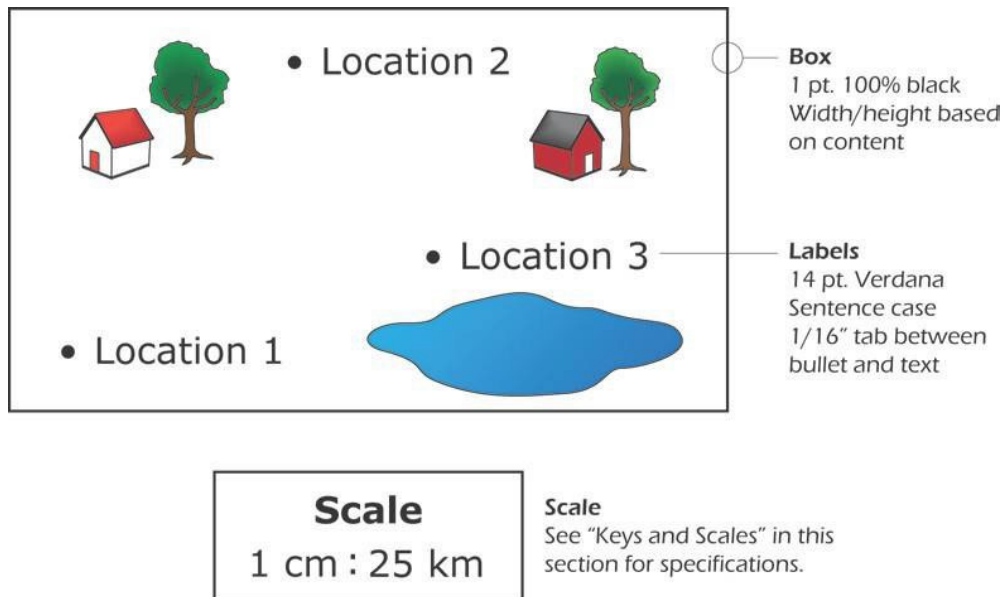 • Location 2
• Location 3
• Location 1
Box
1 pt. 100% black
Width/height based
on content
Labels
14 pt. Verdana
Sentence case
1/16” tab between
bullet and text
Scale
1 cm : 25 km
Scale
See “Keys and Scales” in this
section for specifications.